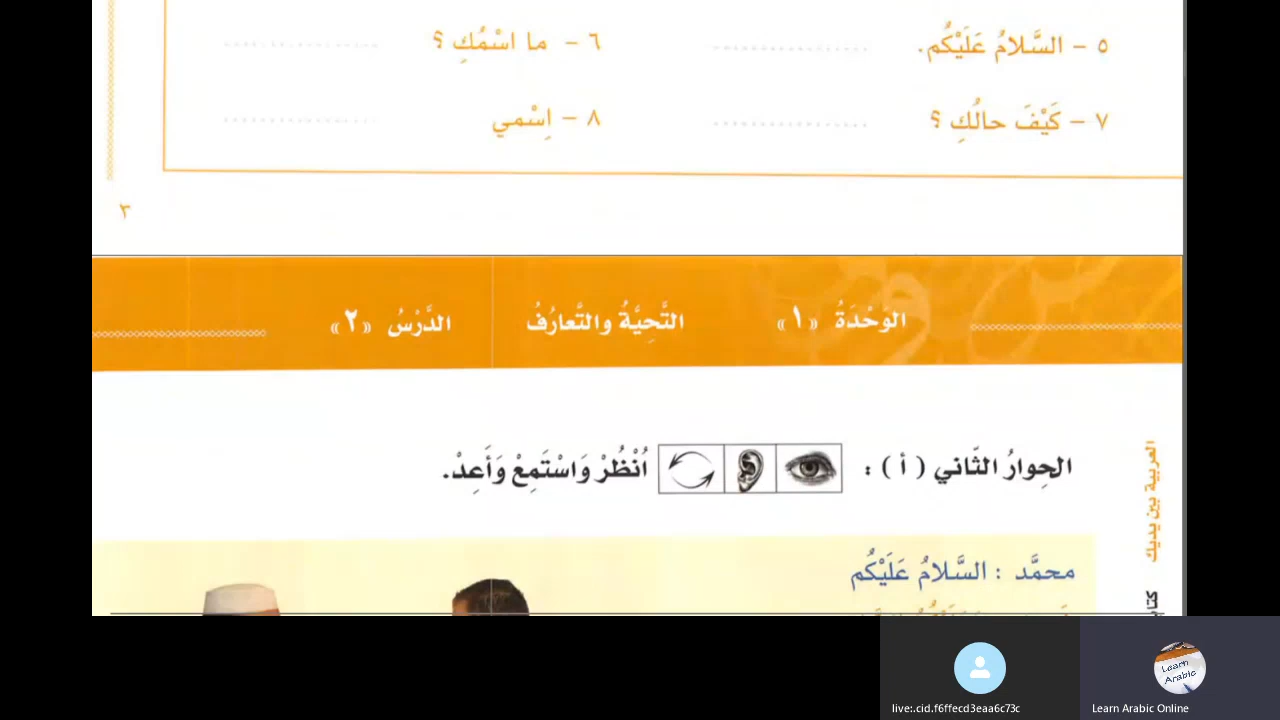 ٥ – السَّلامُ عَلَيْكُم. ................ ٦ – ما اسْمُكِ ؟ ................
٧ – كَيْفَ حالُكِ ؟ ................ ٨ – اِسْمي ................
٣
الوَحْدَةُ «١» التَّحِيَّةُ والتَّعارُفُ الدَّرْسُ «٢»
الحِوارُ الثّاني ( أ ) : اُنْظُرْ وَاسْتَمِعْ وَأَعِدْ.
العربية بين يديك
محمَّد : السَّلامُ عَلَيْكُم
live:.cid.f6ffecd3eaa6c73c
Learn Arabic
Learn Arabic Online